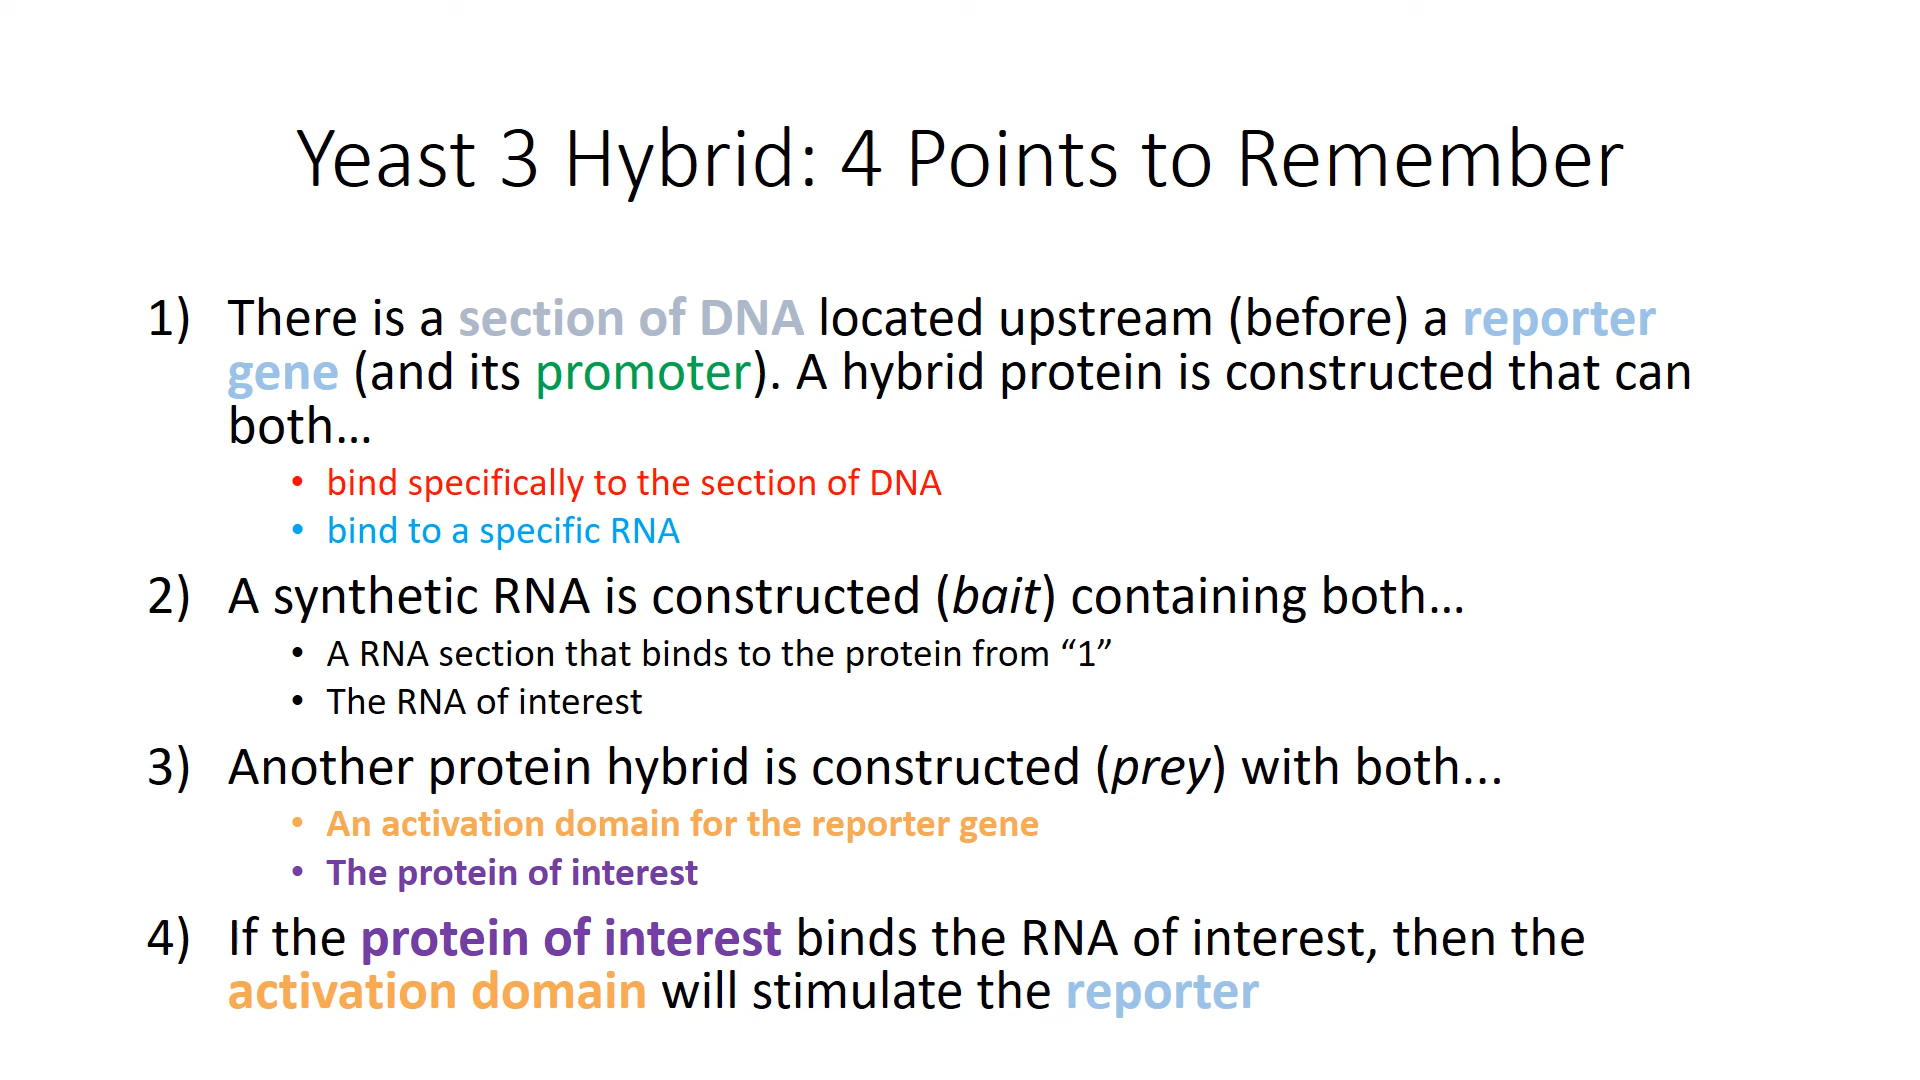 Yeast 3 Hybrid: 4 Points to Remember
1) There is a section of DNA located upstream (before) a reporter
gene (and its promoter). A hybrid protein is constructed that can
both…
• bind specifically to the section of DNA
• bind to a specific RNA
2) A synthetic RNA is constructed (bait) containing both…
• A RNA section that binds to the protein from “1”
• The RNA of interest
3) Another protein hybrid is constructed (prey) with both...
• An activation domain for the reporter gene
• The protein of interest
4) If the protein of interest binds the RNA of interest, then the
activation domain will stimulate the reporter